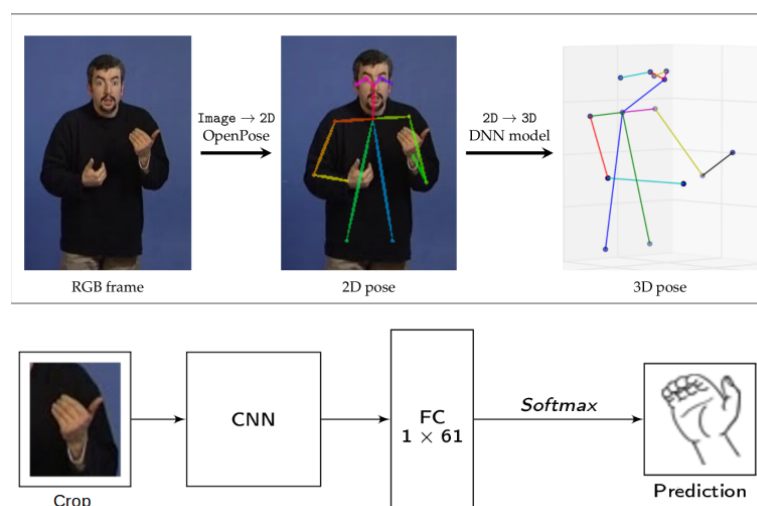 Image → 2D
OpenPose
2D → 3D
DNN model
RGB frame
2D pose
3D pose
CNN
FC
1 × 61
Softmax
Crop
Prediction